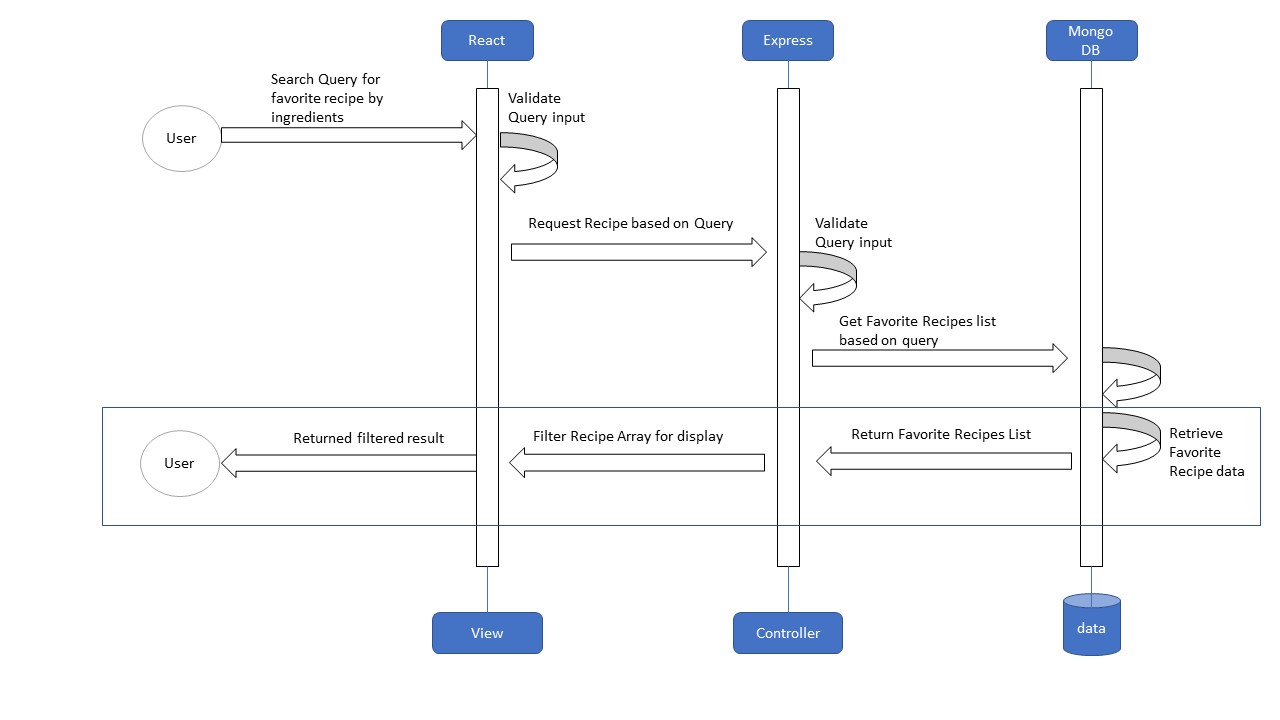 React
Express
Mongo
DB
Search Query for
favorite recipe by
ingredients
Validate
Query input
User
Request Recipe based on Query
Validate
Query input
Get Favorite Recipes list
based on query
Returned filtered result
Filter Recipe Array for display
Return Favorite Recipes List
Retrieve
Favorite
Recipe data
User
View
Controller
data